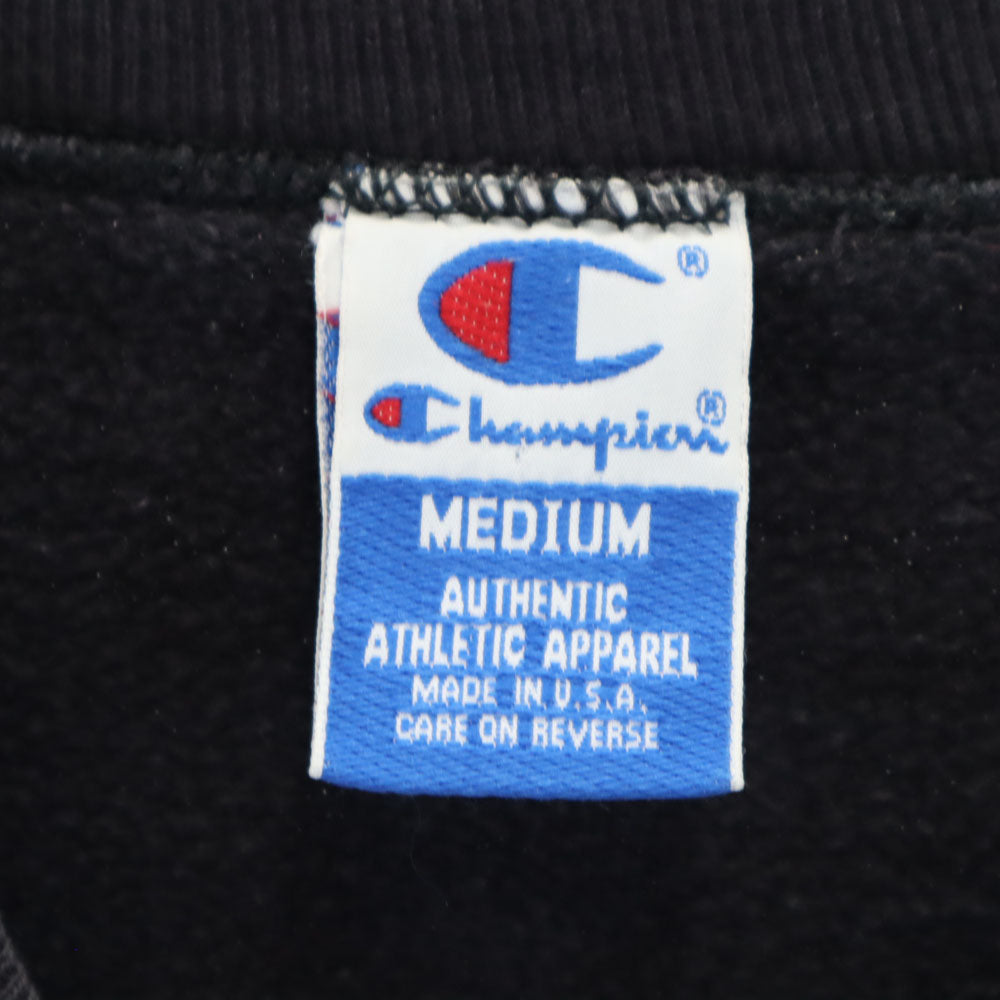 C®
Champion®
MEDIUM
AUTHENTIC
ATHLETIC APPAREL
MADE IN U.S.A.
CARE ON REVERSE